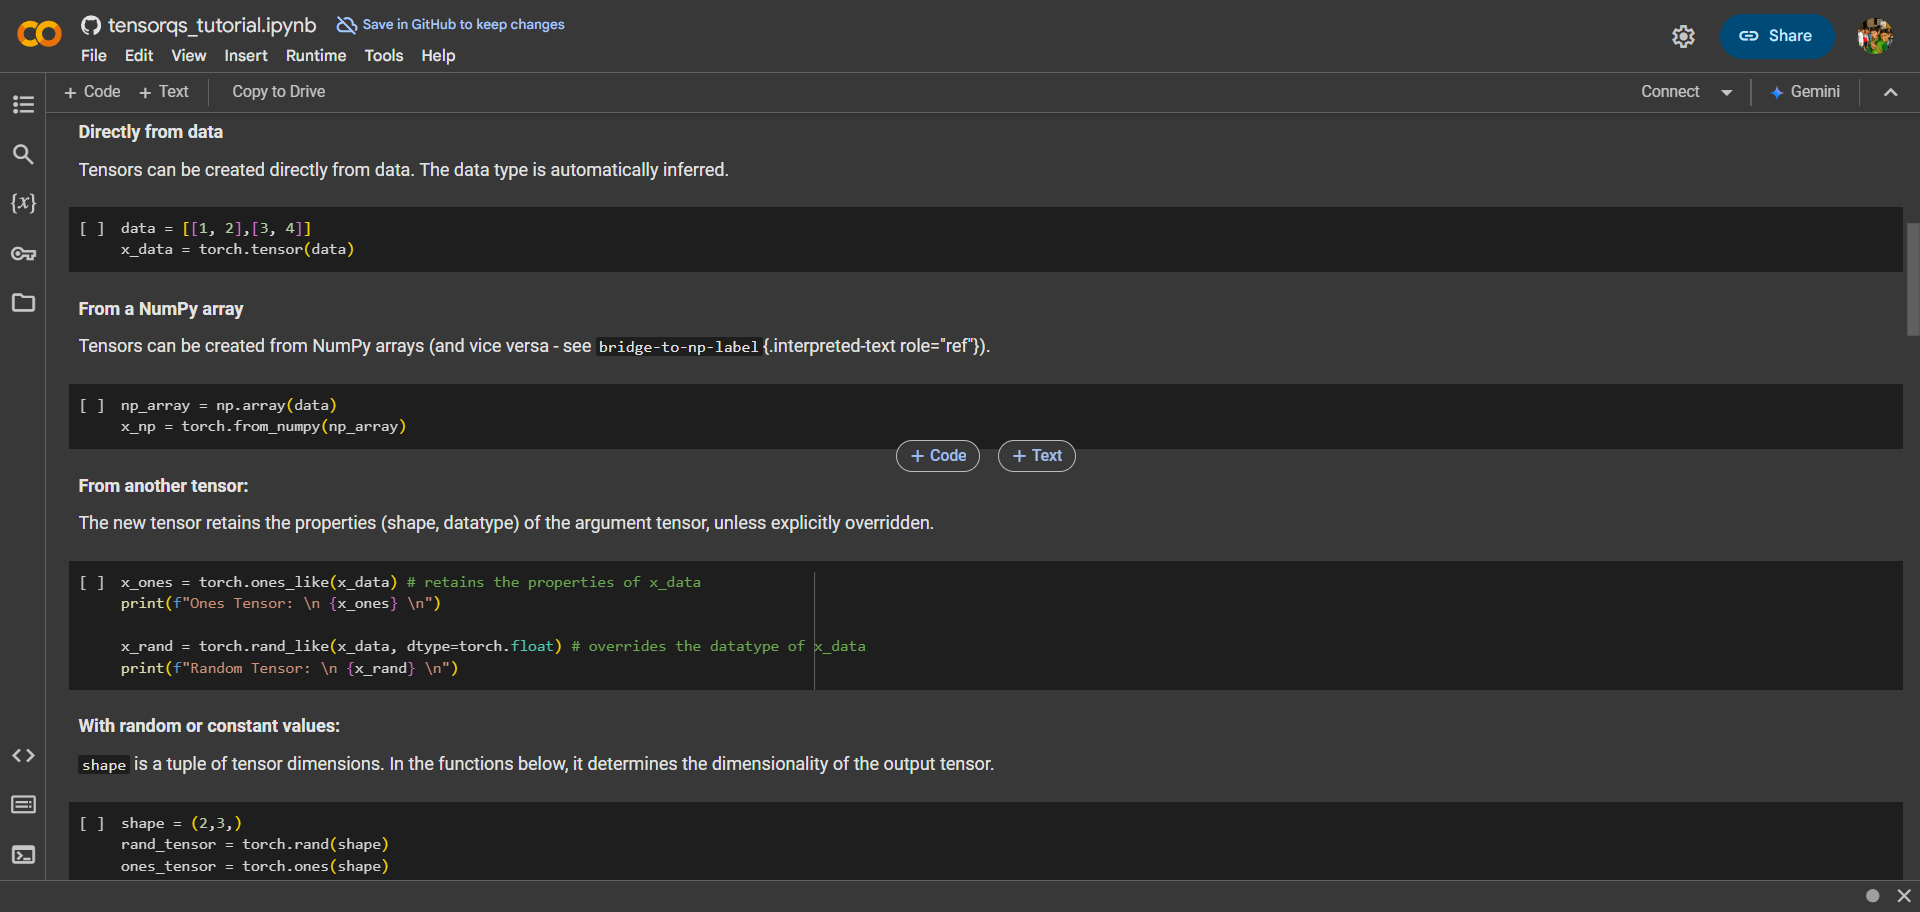 tensorqs_tutorial.ipynb Save in GitHub to keep changes
File Edit View Insert Runtime Tools Help
Share
+ Code + Text Copy to Drive
Connect Gemini
Directly from data
Tensors can be created directly from data. The data type is automatically inferred.
[ ] data = [[1, 2],[3, 4]]
x_data = torch.tensor(data)
From a NumPy array
Tensors can be created from NumPy arrays (and vice versa - see bridge-to-np-label{.interpreted-text role="ref"}).
[ ] np_array = np.array(data)
x_np = torch.from_numpy(np_array)
+ Code + Text
From another tensor:
The new tensor retains the properties (shape, datatype) of the argument tensor, unless explicitly overridden.
[ ] x_ones = torch.ones_like(x_data) # retains the properties of x_data
print(f"Ones Tensor: \n {x_ones} \n")
x_rand = torch.rand_like(x_data, dtype=torch.float) # overrides the datatype of x_data
print(f"Random Tensor: \n {x_rand} \n")
With random or constant values:
shape is a tuple of tensor dimensions. In the functions below, it determines the dimensionality of the output tensor.
[ ] shape = (2,3,)
rand_tensor = torch.rand(shape)
ones_tensor = torch.ones(shape)